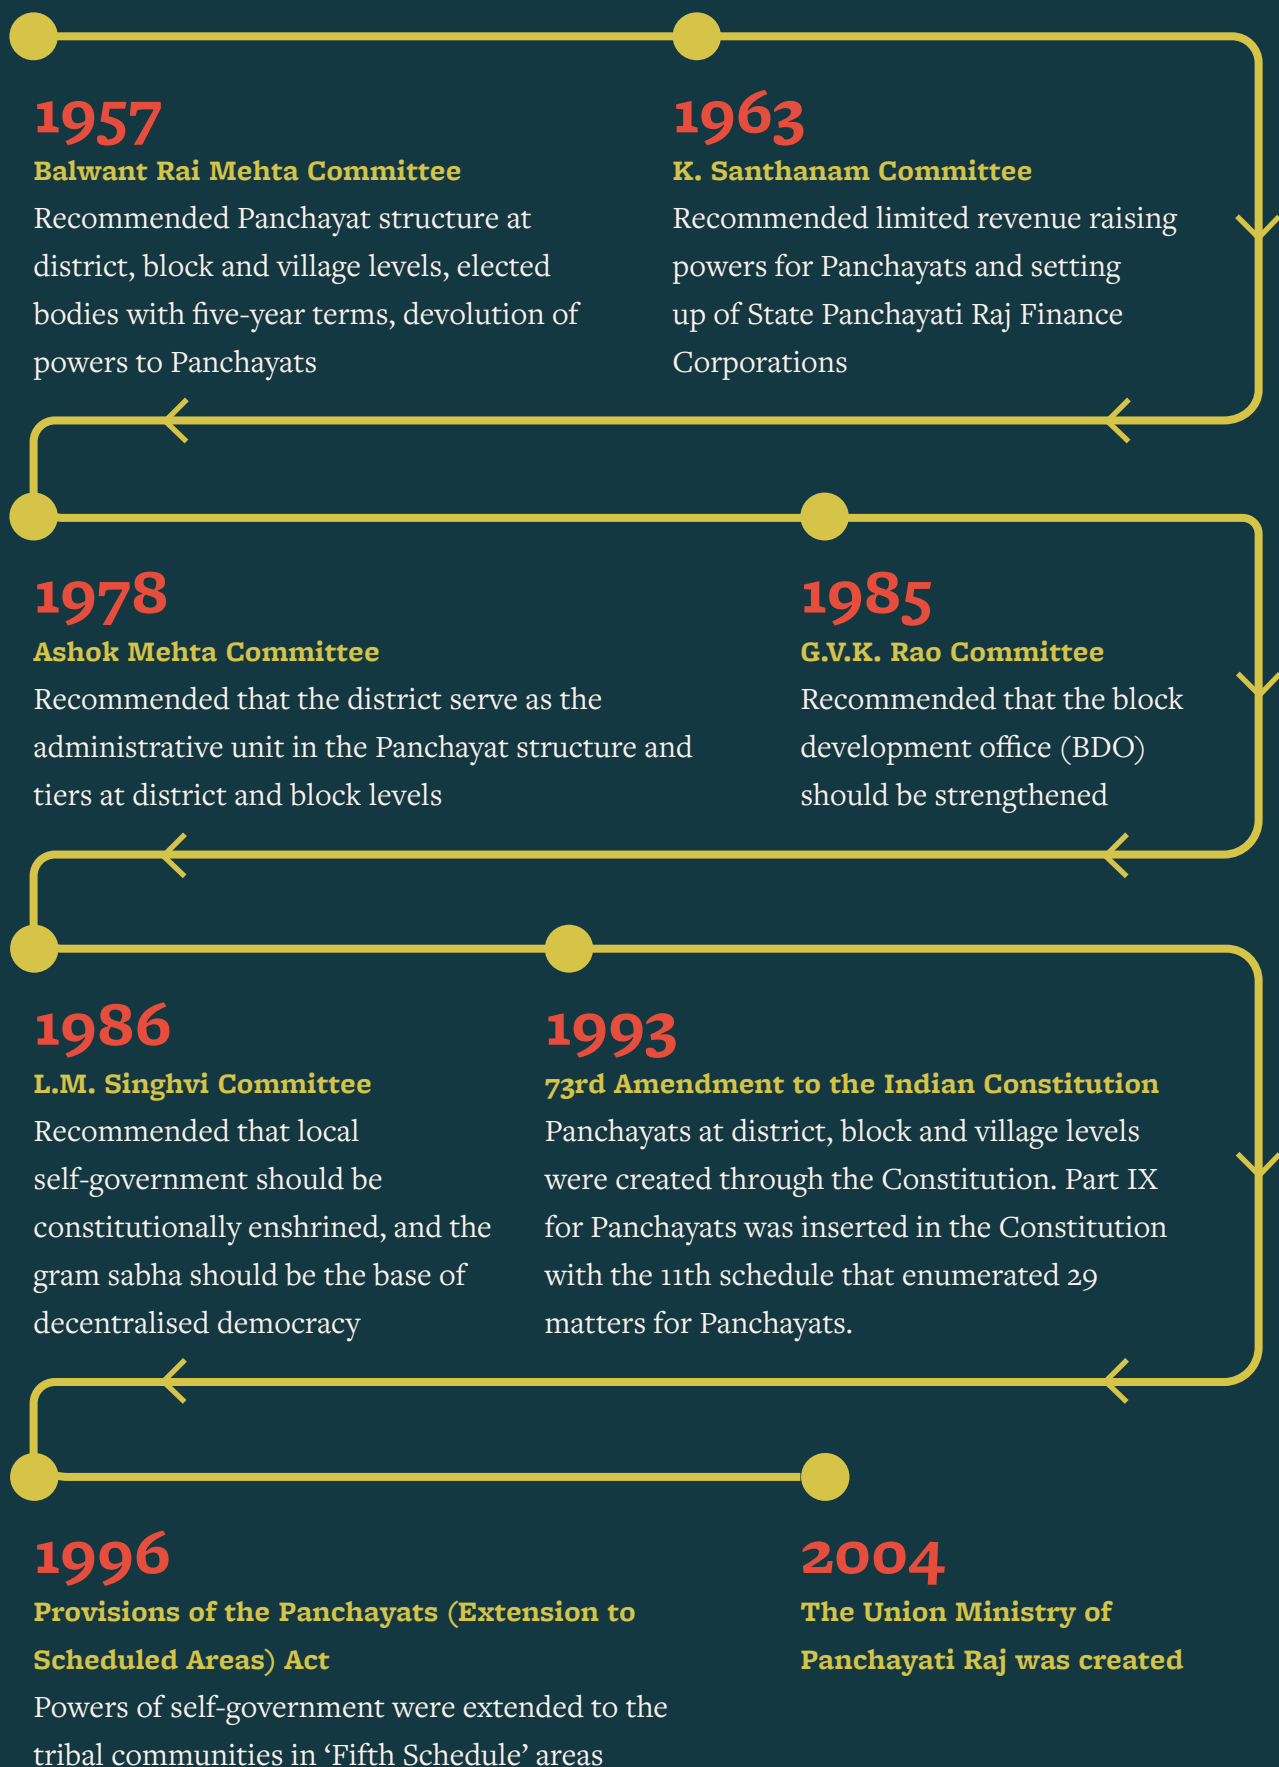 1957
Balwant Rai Mehta Committee
Recommended Panchayat structure at
district, block and village levels, elected
bodies with five-year terms, devolution of
powers to Panchayats
1963
K. Santhanam Committee
Recommended limited revenue raising
powers for Panchayats and setting
up of State Panchayati Raj Finance
Corporations
1978
Ashok Mehta Committee
Recommended that the district serve as the
administrative unit in the Panchayat structure and
tiers at district and block levels
1985
G.V.K. Rao Committee
Recommended that the block
development office (BDO)
should be strengthened
1986
L.M. Singhvi Committee
Recommended that local
self-government should be
constitutionally enshrined, and the
gram sabha should be the base of
decentralised democracy
1993
73rd Amendment to the Indian Constitution
Panchayats at district, block and village levels
were created through the Constitution. Part IX
for Panchayats was inserted in the Constitution
with the 11th schedule that enumerated 29
matters for Panchayats.
1996
Provisions of the Panchayats (Extension to
Scheduled Areas) Act
Powers of self-government were extended to the
tribal communities in ‘Fifth Schedule’ areas
2004
The Union Ministry of
Panchayati Raj was created